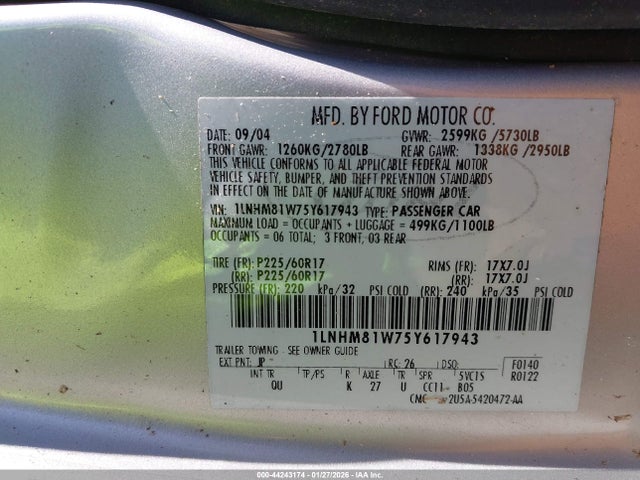 MFD. BY FORD MOTOR CO.
DATE: 09/04 GVWR: 2599KG /5730LB
FRONT GAWR: 1260KG/2780LB REAR GAWR: 1338KG /2950LB
THIS VEHICLE CONFORMS TO ALL APPLICABLE FEDERAL MOTOR
VEHICLE SAFETY, BUMPER, AND THEFT PREVENTION STANDARDS
IN EFFECT ON THE DATE OF MANUFACTURE SHOWN ABOVE.
VIN: 1LNHM81W75Y617943 TYPE: PASSENGER CAR
MAXIMUM LOAD = OCCUPANTS + LUGGAGE = 499KG/1100LB
OCCUPANTS = 06 TOTAL; 3 FRONT, 03 REAR
TIRE (FR): P225/60R17 RIMS (FR): 17X7.0J
(RR): P225/60R17 (RR): 17X7.0J
PRESSURE (FR): 220 kPa/32 PSI COLD (RR): 240 kPa/35 PSI COLD
1LNHM81W75Y617943
TRAILER TOWING - SEE OWNER GUIDE
EXT PNT: JP RC: 26 DSO: F0140
INT TR TP/PS R AXLE TR SPR 5VC15 R0122
QU K 27 U CC11 B05
CMC 2U5A-5420472-AA
000-44243174 - 01/27/2026 - IAA Inc.